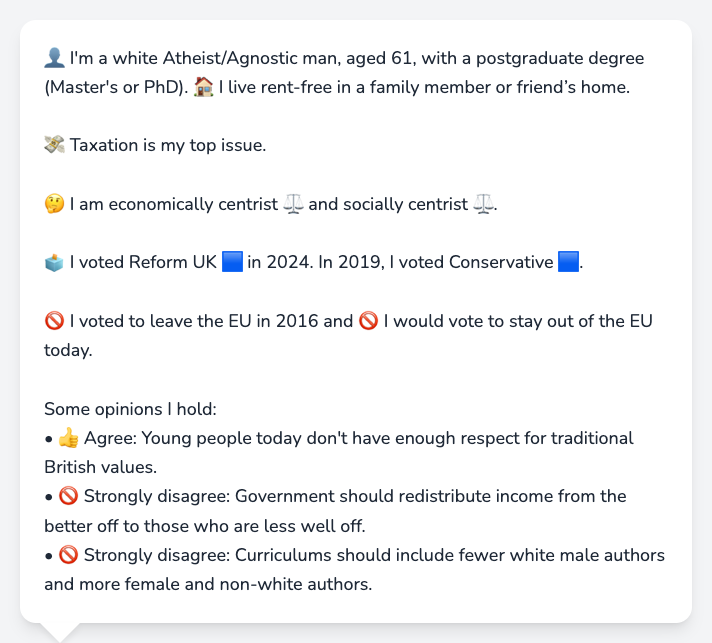 👤 I'm a white Atheist/Agnostic man, aged 61, with a postgraduate degree
(Master's or PhD). 🏠 I live rent-free in a family member or friend’s home.
💸 Taxation is my top issue.
🤔 I am economically centrist ⚖️ and socially centrist ⚖️.
🗳️ I voted Reform UK 🟦 in 2024. In 2019, I voted Conservative 🟦.
🚫 I voted to leave the EU in 2016 and 🚫 I would vote to stay out of the EU
today.
Some opinions I hold:
• 👍 Agree: Young people today don't have enough respect for traditional
British values.
• 🚫 Strongly disagree: Government should redistribute income from the
better off to those who are less well off.
• 🚫 Strongly disagree: Curriculums should include fewer white male authors
and more female and non-white authors.